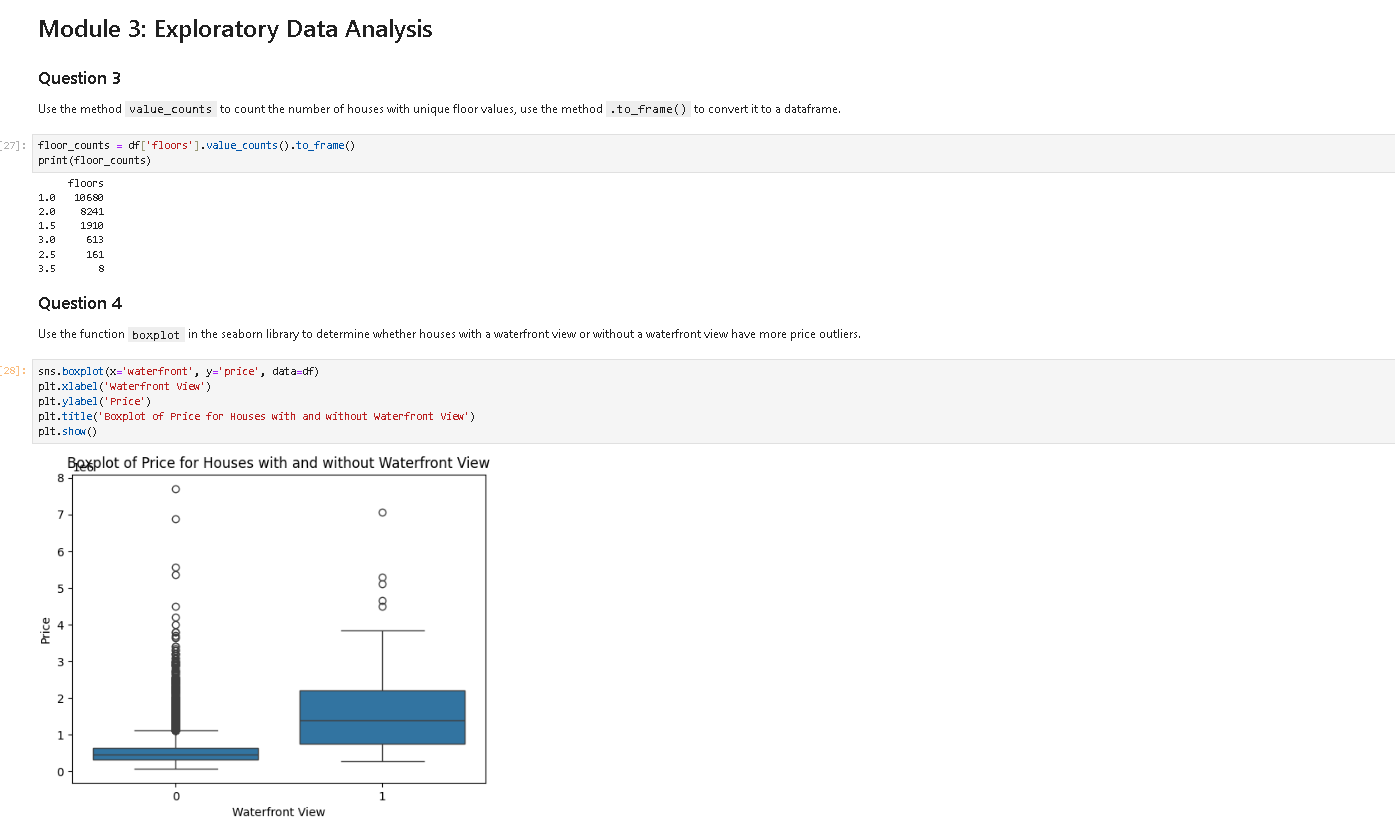 Module 3: Exploratory Data Analysis
Question 3
Use the method value_counts to count the number of houses with unique floor values, use the method .to_frame() to convert it to a dataframe.
[27]: floor_counts = df['floors'].value_counts().to_frame()
print(floor_counts)
floors
1.0 10680
2.0 8241
1.5 1910
3.0 613
2.5 161
3.5 8
Question 4
Use the function boxplot in the seaborn library to determine whether houses with a waterfront view or without a waterfront view have more price outliers.
[28]: sns.boxplot(x='waterfront', y='price', data=df)
plt.xlabel('Waterfront View')
plt.ylabel('Price')
plt.title('Boxplot of Price for Houses with and without Waterfront View')
plt.show()
Boxplot of Price for Houses with and without Waterfront View
1e6
8
7
6
5
4
3
2
1
0
Price
0 1
Waterfront View